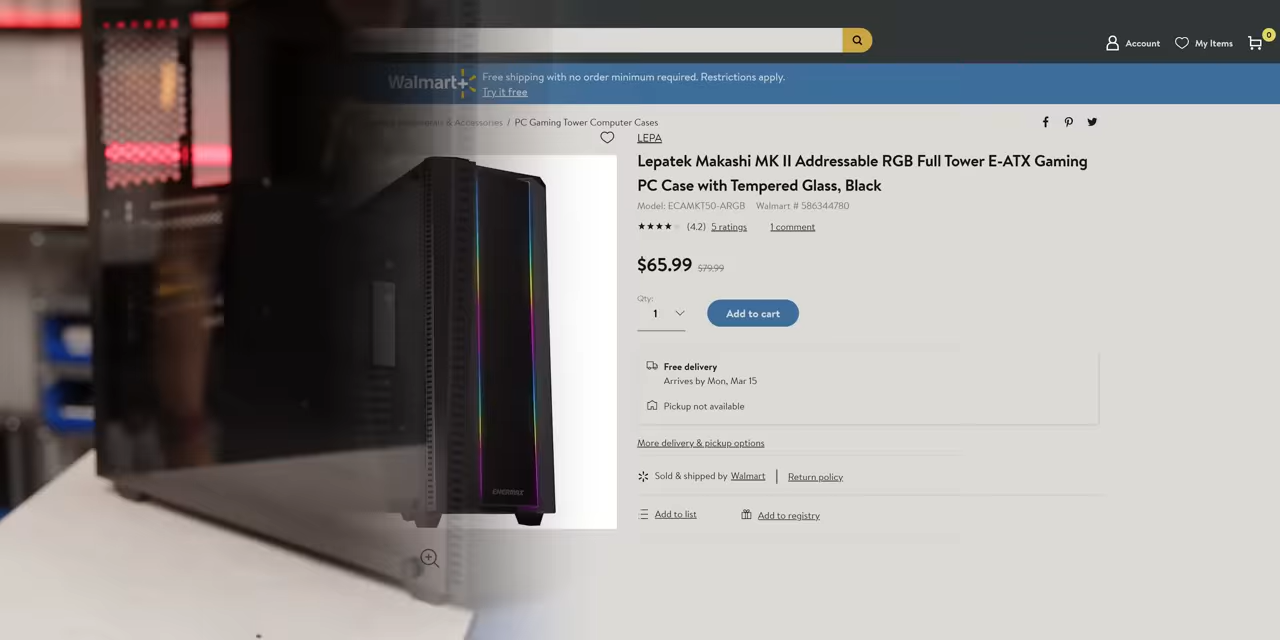 Account
My Items
0
Walmart+
Free shipping with no order minimum required. Restrictions apply.
Try it free
& Accessories / PC Gaming Tower Computer Cases
LEPA
Lepatek Makashi MK II Addressable RGB Full Tower E-ATX Gaming
PC Case with Tempered Glass, Black
Model: ECAMKT50-ARGB Walmart # 586344780
(4.2) 5 ratings 1 comment
$65.99 $79.99
Qty:
1
Add to cart
Free delivery
Arrives by Mon, Mar 15
Pickup not available
More delivery & pickup options
Sold & shipped by Walmart | Return policy
Add to list
Add to registry
ENERMAX